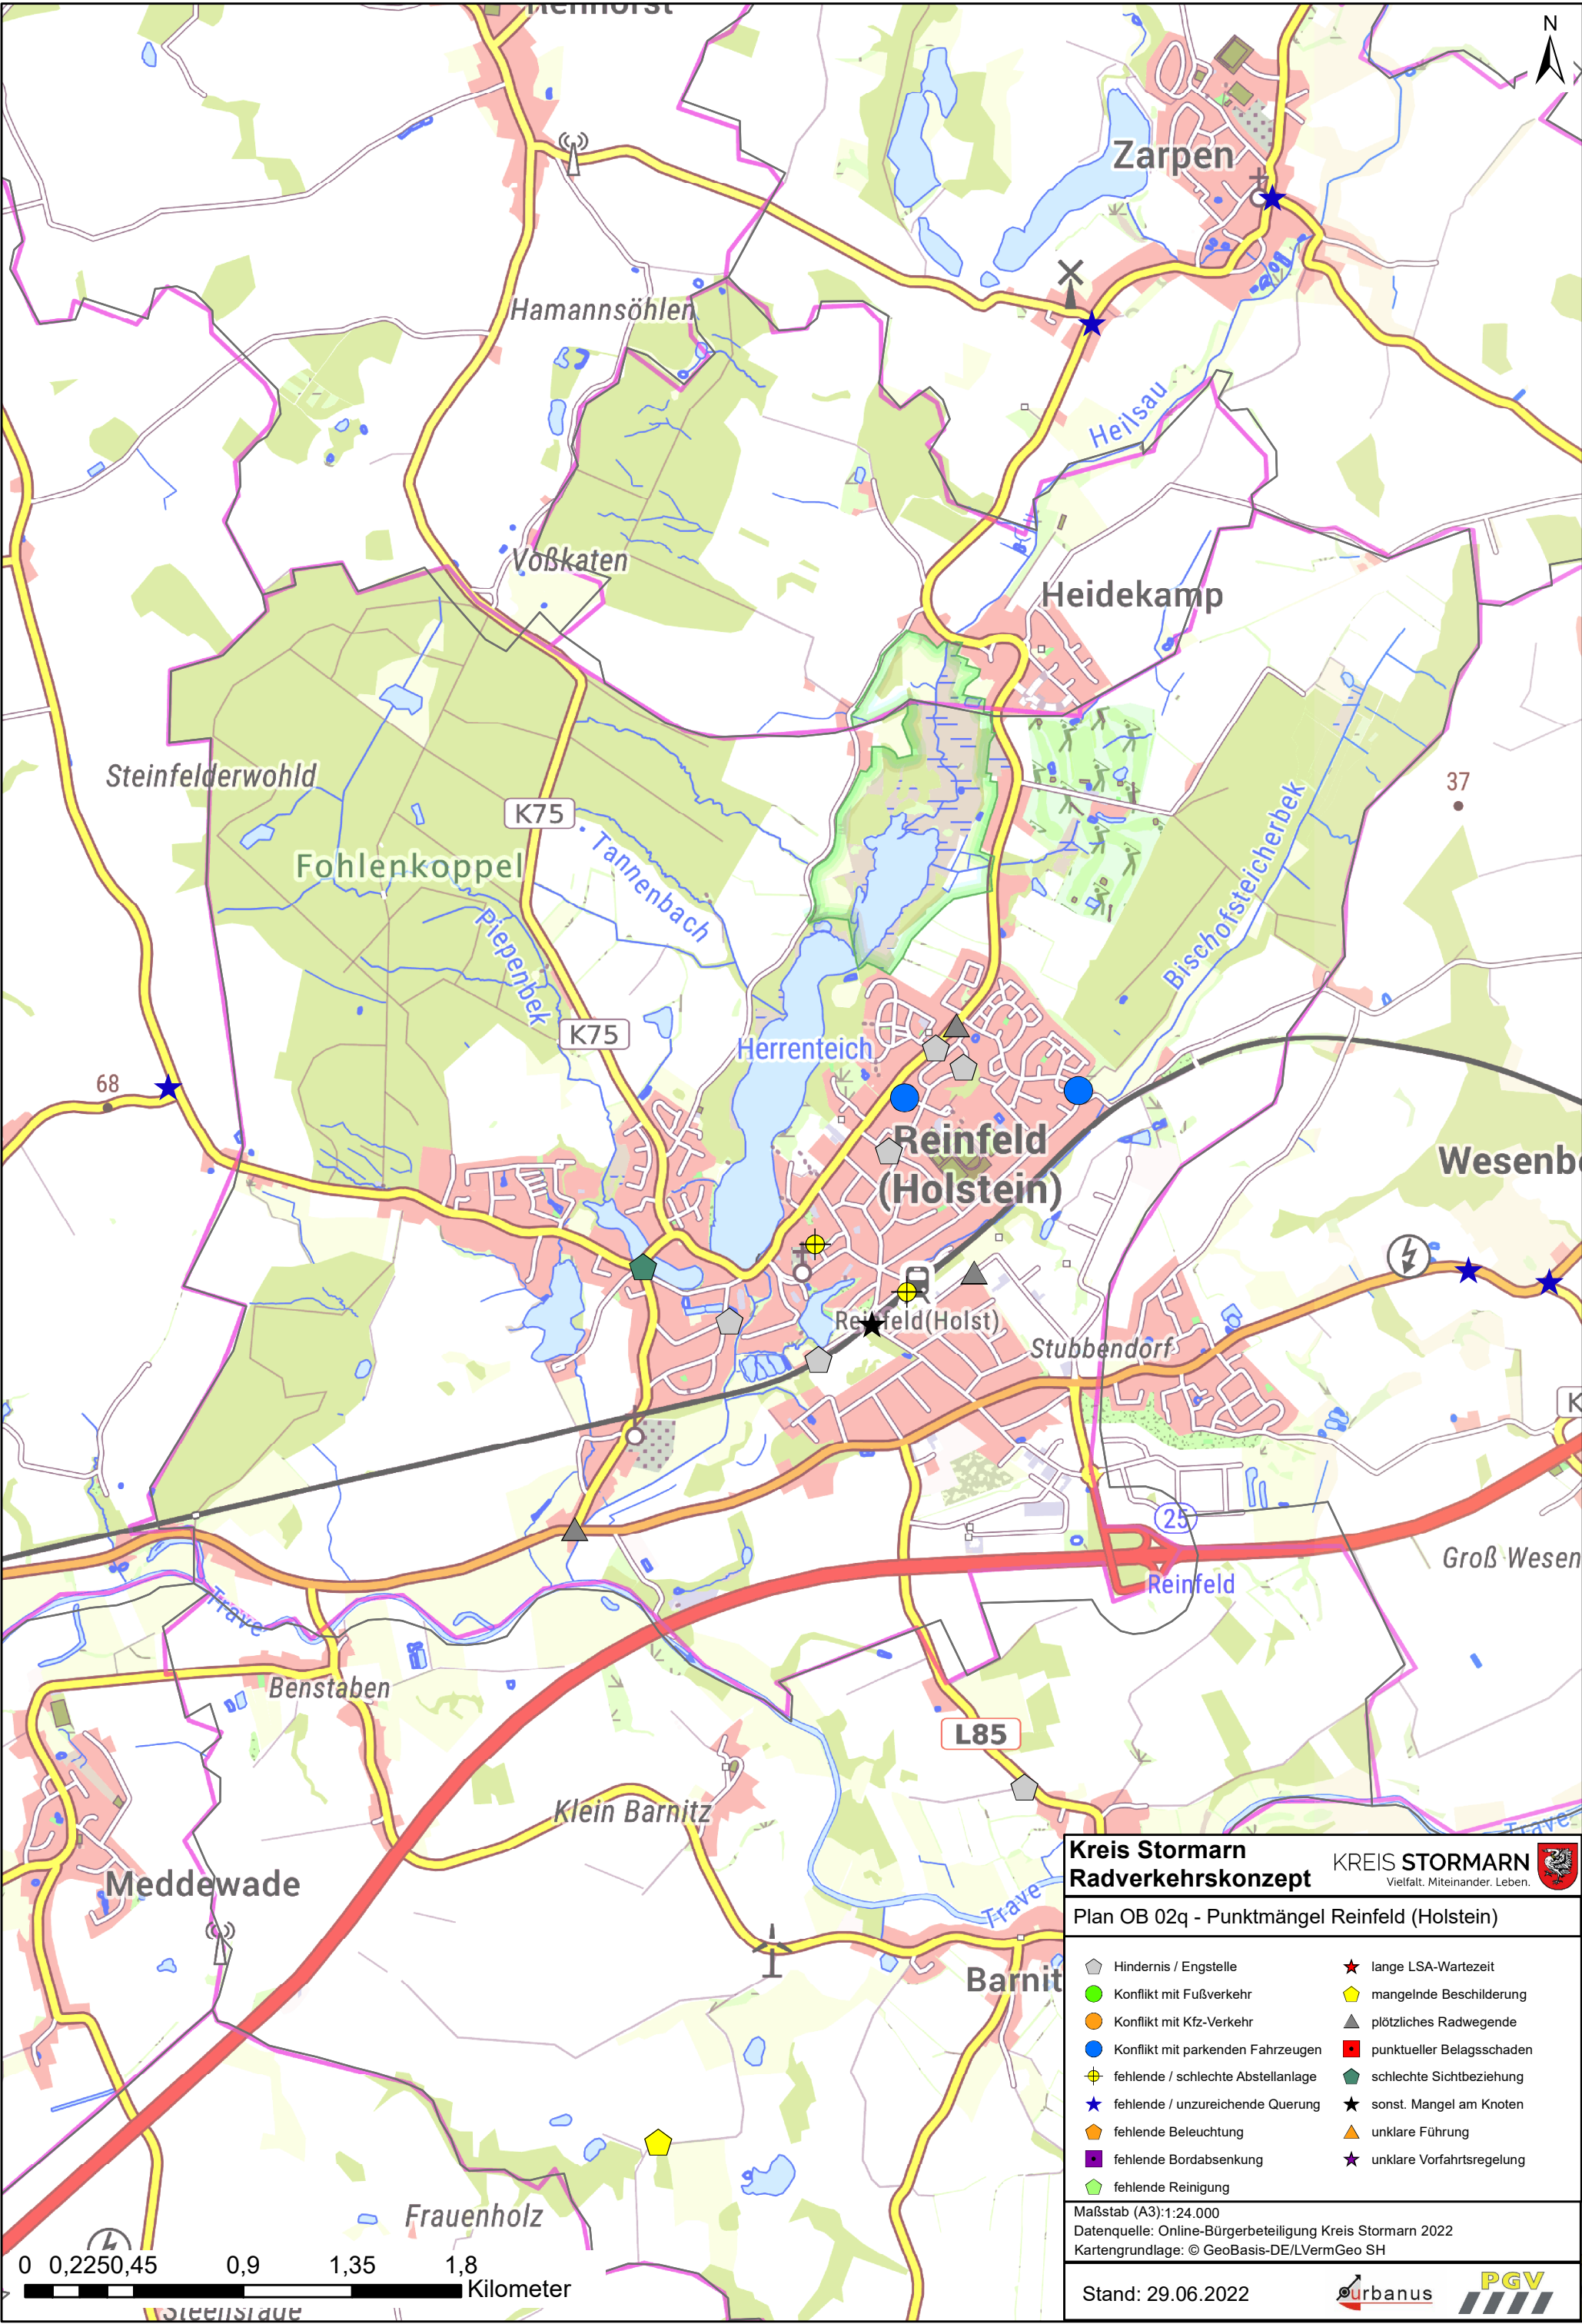 N
Zarpen
Hamannsöhlen
Heilsau
Voßkaten
Heidekamp
Steinfelderwohld
37
K75
Tannenbach
Fohlenkoppel
Bischofsteicherbek
Piepenbek
K75
Herrenteich
68
Reinfeld
(Holstein)
Reinfeld(Holst)
Stubbendorf
25
Reinfeld
Trave
Benstaben
L85
Klein Barnitz
Meddewade
Trave
Trave
Frauenholz
0 0,225 0,45 0,9 1,35 1,8
Kilometer
Kreis Stormarn
Radverkehrskonzept
KREIS STORMARN
Vielfalt. Miteinander. Leben.
Plan OB 02q - Punktmängel Reinfeld (Holstein)
Hindernis / Engstelle
Konflikt mit Fußverkehr
Konflikt mit Kfz-Verkehr
Konflikt mit parkenden Fahrzeugen
fehlende / schlechte Abstellanlage
fehlende / unzureichende Querung
fehlende Beleuchtung
fehlende Bordabsenkung
fehlende Reinigung
lange LSA-Wartezeit
mangelnde Beschilderung
plötzliches Radwegende
punktueller Belagsschaden
schlechte Sichtbeziehung
sonst. Mangel am Knoten
unklare Führung
unklare Vorfahrtsregelung
Maßstab (A3):1:24.000
Datenquelle: Online-Bürgerbeteiligung Kreis Stormarn 2022
Kartengrundlage: © GeoBasis-DE/LVermGeo SH
Stand: 29.06.2022
urbanus
PGV